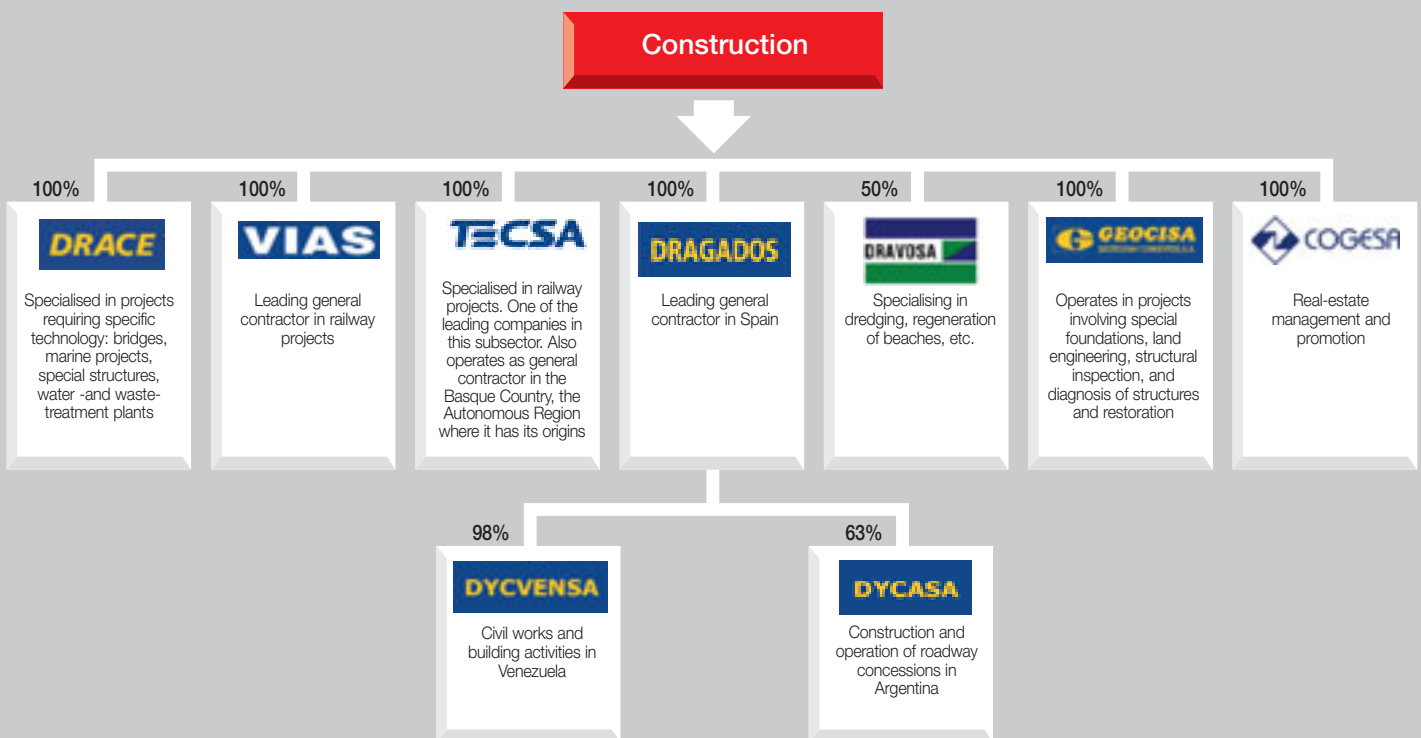 Construction
100%
DRACE
Specialised in projects
requiring specific
technology: bridges,
marine projects,
special structures,
water -and waste-
treatment plants
100%
VIAS
Leading general
contractor in railway
projects
100%
TECSA
Specialised in railway
projects. One of the
leading companies in
this subsector. Also
operates as general
contractor in the
Basque Country, the
Autonomous Region
where it has its origins
100%
DRAGADOS
Leading general
contractor in Spain
50%
DRAVOSA
Specialising in
dredging, regeneration
of beaches, etc.
100%
GEOCISA
Operates in projects
involving special
foundations, land
engineering, structural
inspection, and
diagnosis of structures
and restoration
100%
COGESA
Real-estate
management and
promotion
98%
DYCVENSA
Civil works and
building activities in
Venezuela
63%
DYCASA
Construction and
operation of roadway
concessions in
Argentina